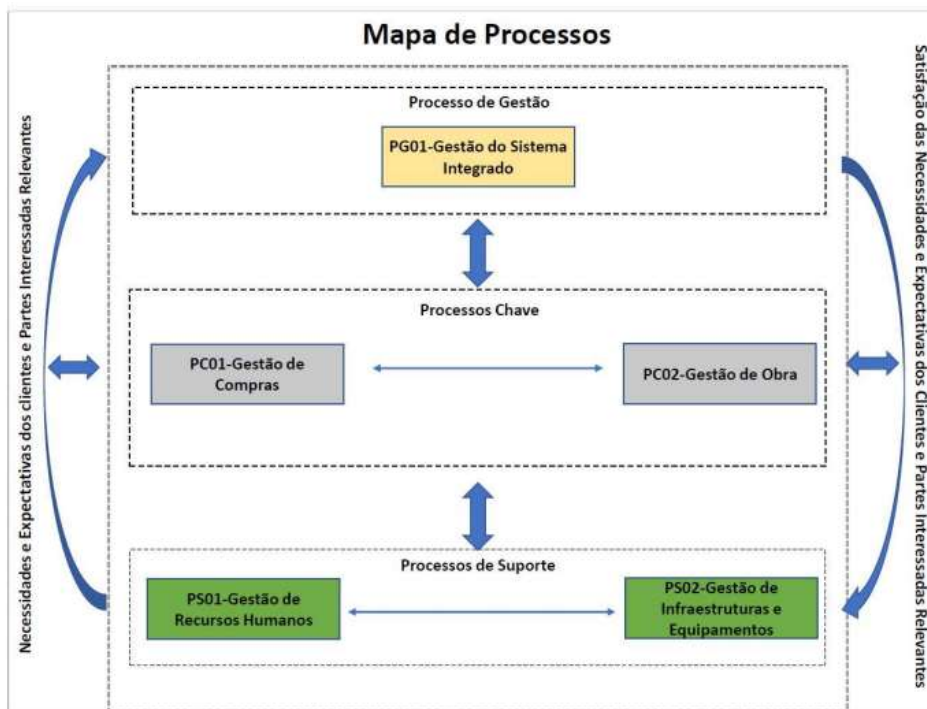 Mapa de Processos
Necessidades e Expectativas dos clientes e Partes Interessadas Relevantes
Processo de Gestão
PG01-Gestão do Sistema
Integrado
Processos Chave
PC01-Gestão de
Compras
PC02-Gestão de Obra
Processos de Suporte
PS01-Gestão de
Recursos Humanos
PS02-Gestão de
Infraestruturas e
Equipamentos
Satisfação das Necessidades e Expectativas dos Clientes e Partes Interessadas Relevantes